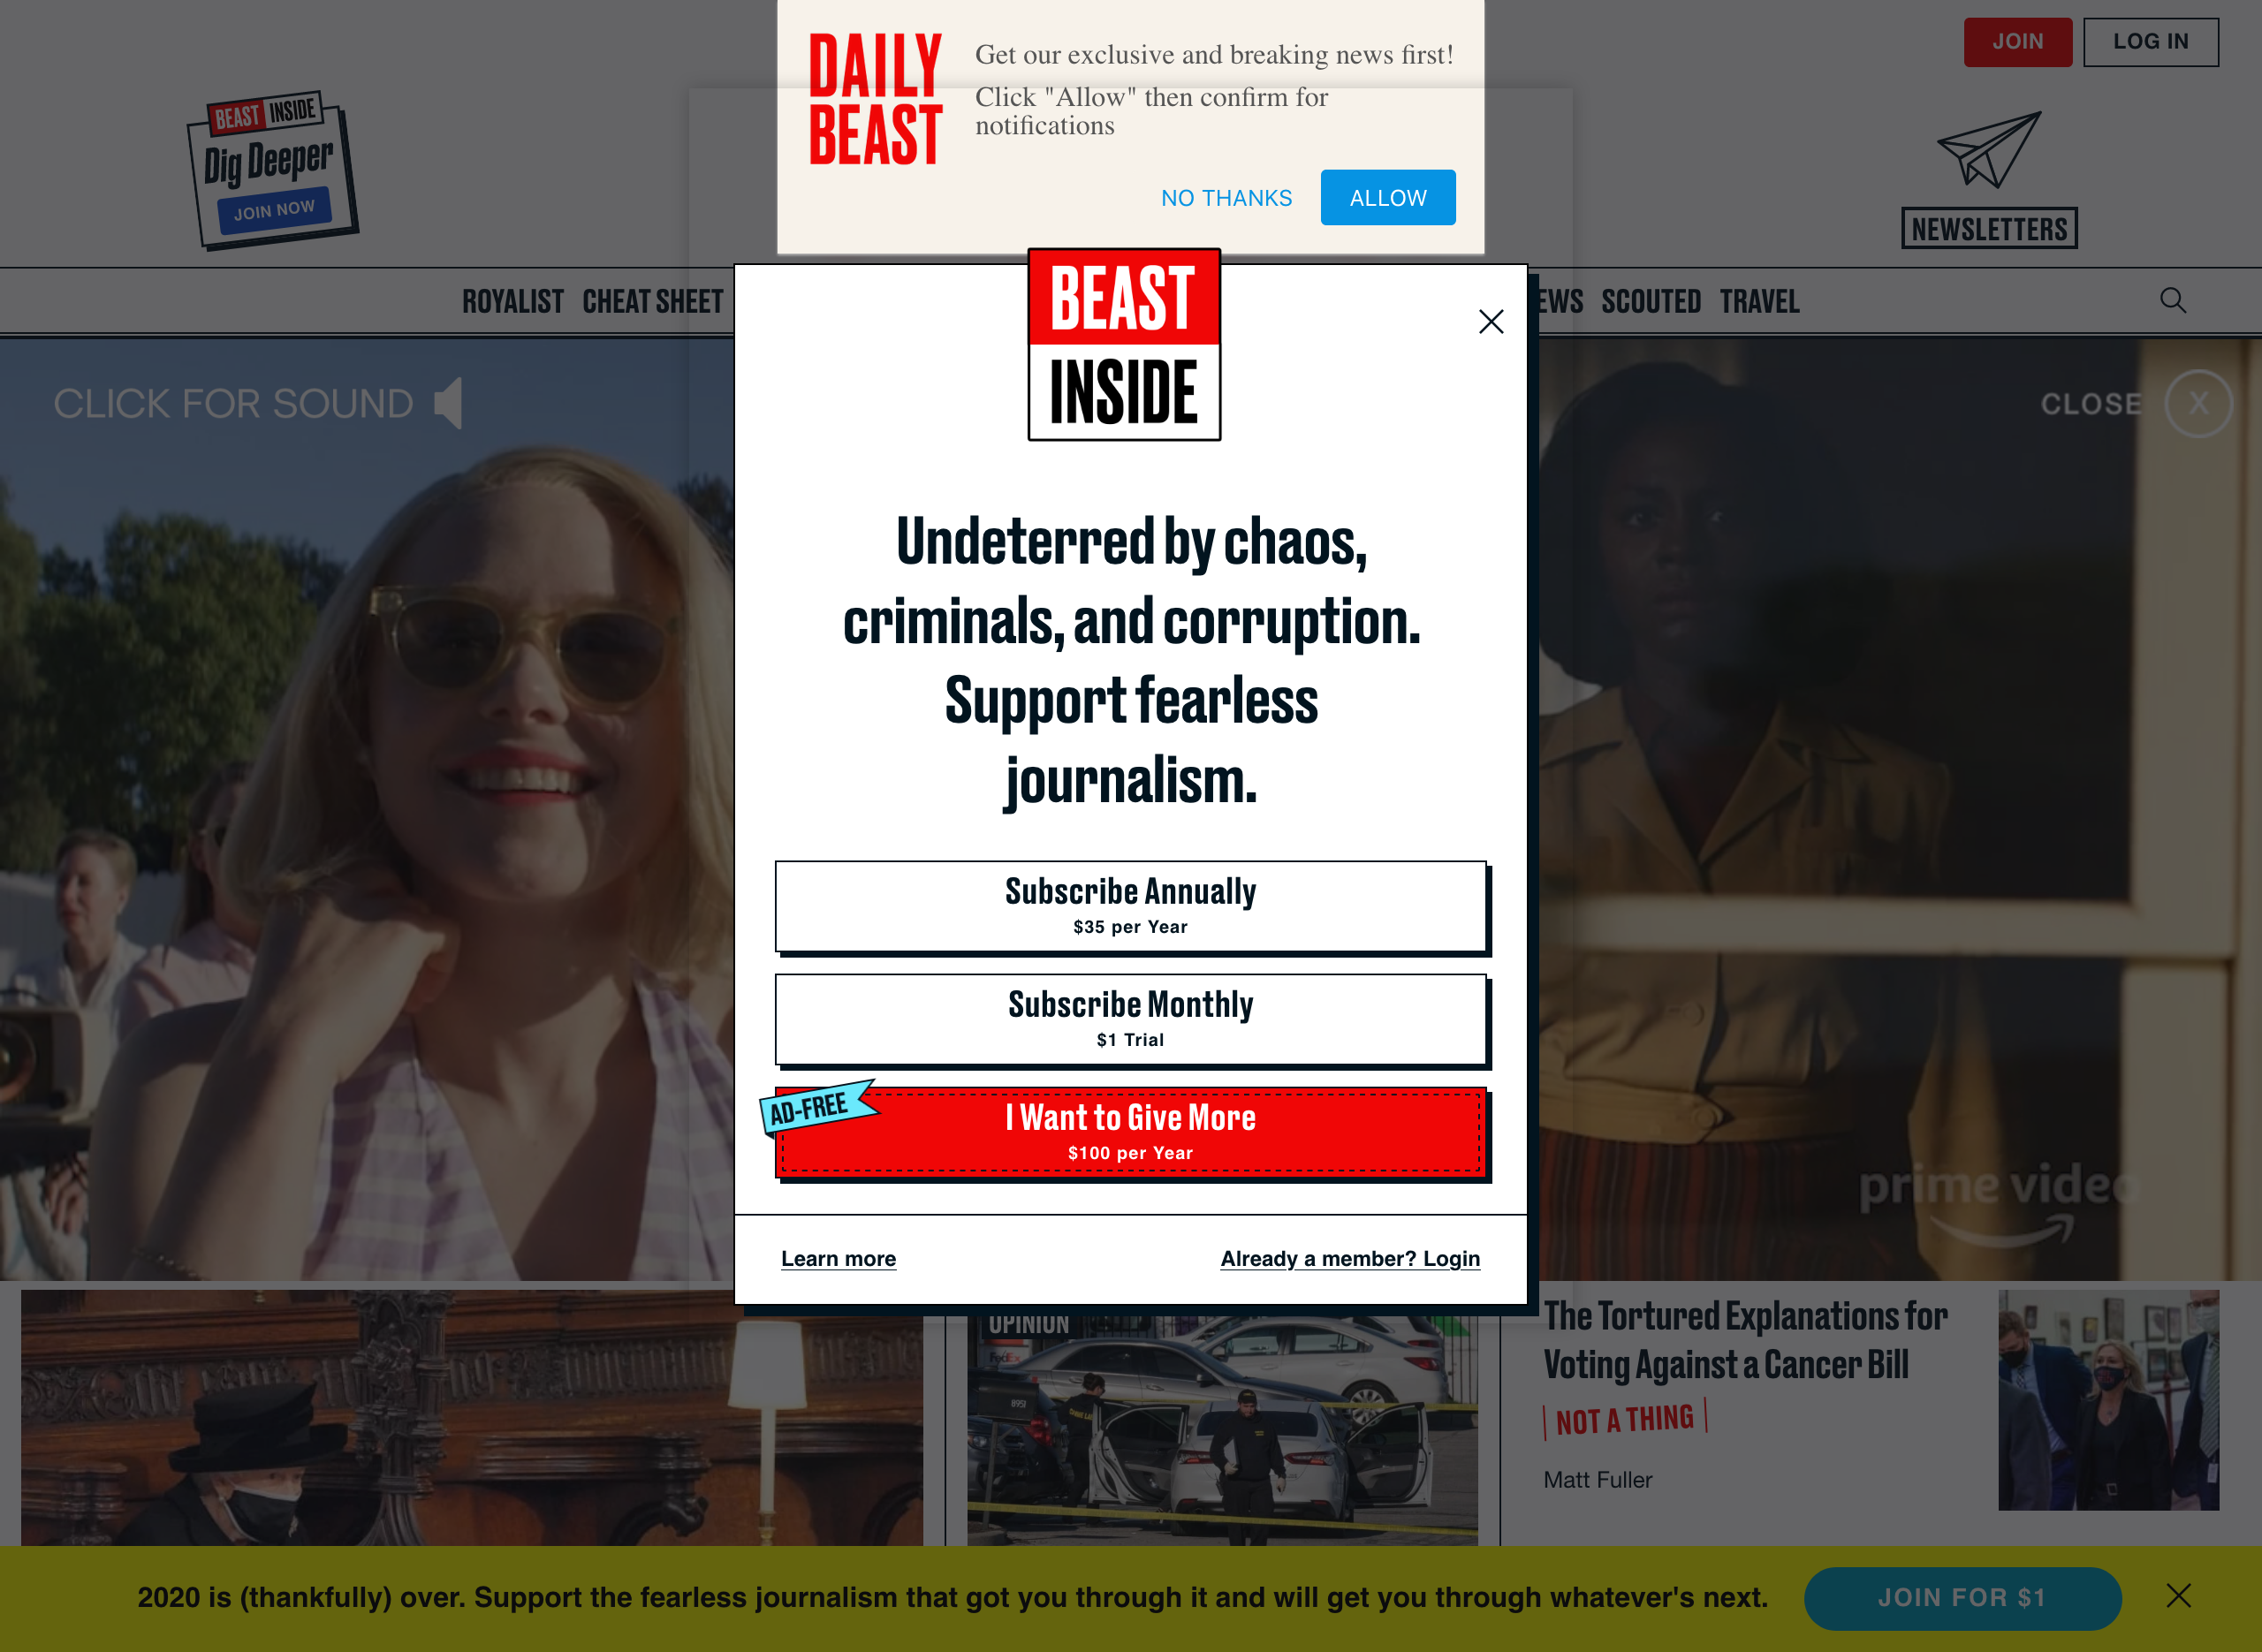 DAILY
BEAST
Get our exclusive and breaking news first!
Click "Allow" then confirm for
notifications
NO THANKS
ALLOW
JOIN
LOG IN
BEAST INSIDE
Dig Deeper
JOIN NOW
NEWSLETTERS
ROYALIST CHEAT SHEET
EWS SCOUTED TRAVEL
BEAST
INSIDE
CLICK FOR SOUND
CLOSE X
Undeterred by chaos,
criminals, and corruption.
Support fearless
journalism.
Subscribe Annually
$35 per Year
Subscribe Monthly
$1 Trial
AD-FREE
I Want to Give More
$100 per Year
prime video
Learn more
Already a member? Login
OPINION
FedEx
8951
The Tortured Explanations for
Voting Against a Cancer Bill
NOT A THING
Matt Fuller
2020 is (thankfully) over. Support the fearless journalism that got you through it and will get you through whatever's next.
JOIN FOR $1